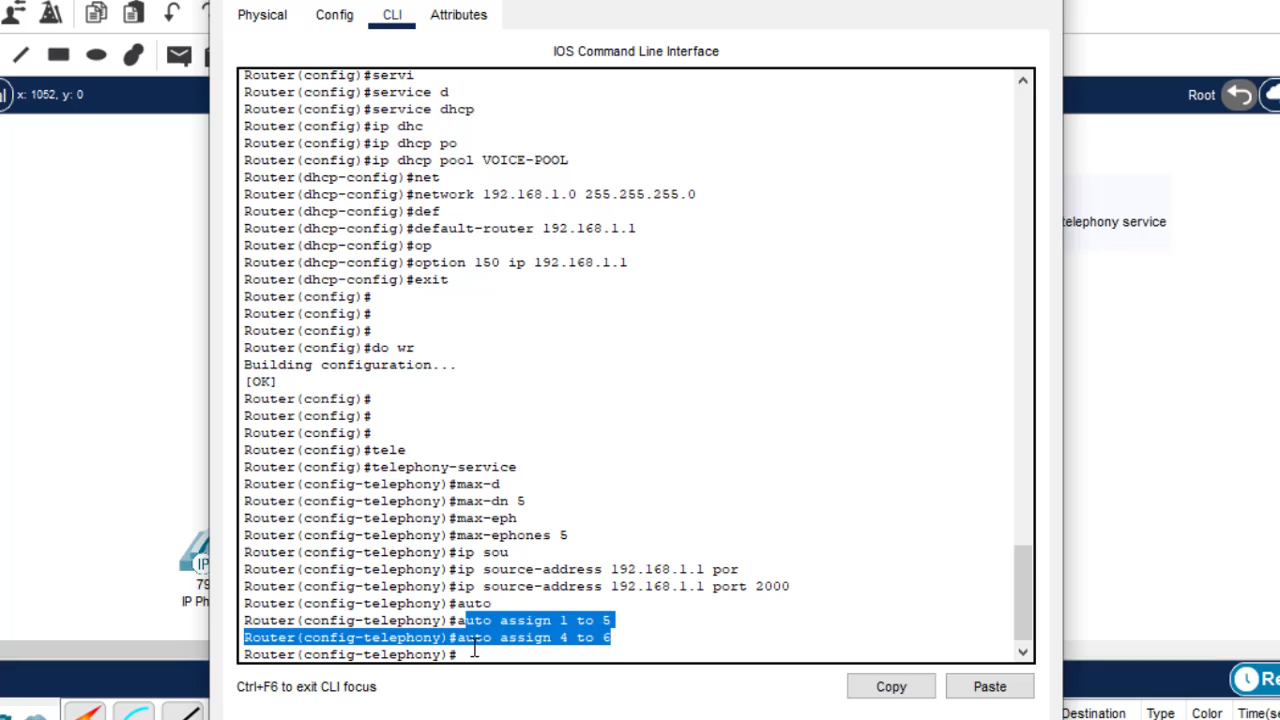 Physical Config CLI Attributes
IOS Command Line Interface
x: 1052, y: 0
Root
Router(config)#servi
Router(config)#service d
Router(config)#service dhcp
Router(config)#ip dhc
Router(config)#ip dhcp po
Router(config)#ip dhcp pool VOICE-POOL
Router(dhcp-config)#net
Router(dhcp-config)#network 192.168.1.0 255.255.255.0
Router(dhcp-config)#def
Router(dhcp-config)#default-router 192.168.1.1
Router(dhcp-config)#op
Router(dhcp-config)#option 150 ip 192.168.1.1
Router(dhcp-config)#exit
Router(config)#
Router(config)#
Router(config)#
Router(config)#do wr
Building configuration...
[OK]
Router(config)#
Router(config)#
Router(config)#
Router(config)#tele
Router(config)#telephony-service
Router(config-telephony)#max-d
Router(config-telephony)#max-dn 5
Router(config-telephony)#max-eph
Router(config-telephony)#max-ephones 5
Router(config-telephony)#ip sou
Router(config-telephony)#ip source-address 192.168.1.1 por
Router(config-telephony)#ip source-address 192.168.1.1 port 2000
Router(config-telephony)#auto
Router(config-telephony)#auto assign 1 to 5
Router(config-telephony)#auto assign 4 to 6
Router(config-telephony)#
telephony service
IP
79
IP Ph
Ctrl+F6 to exit CLI focus
Copy Paste
Re
Destination Type Color Time(se